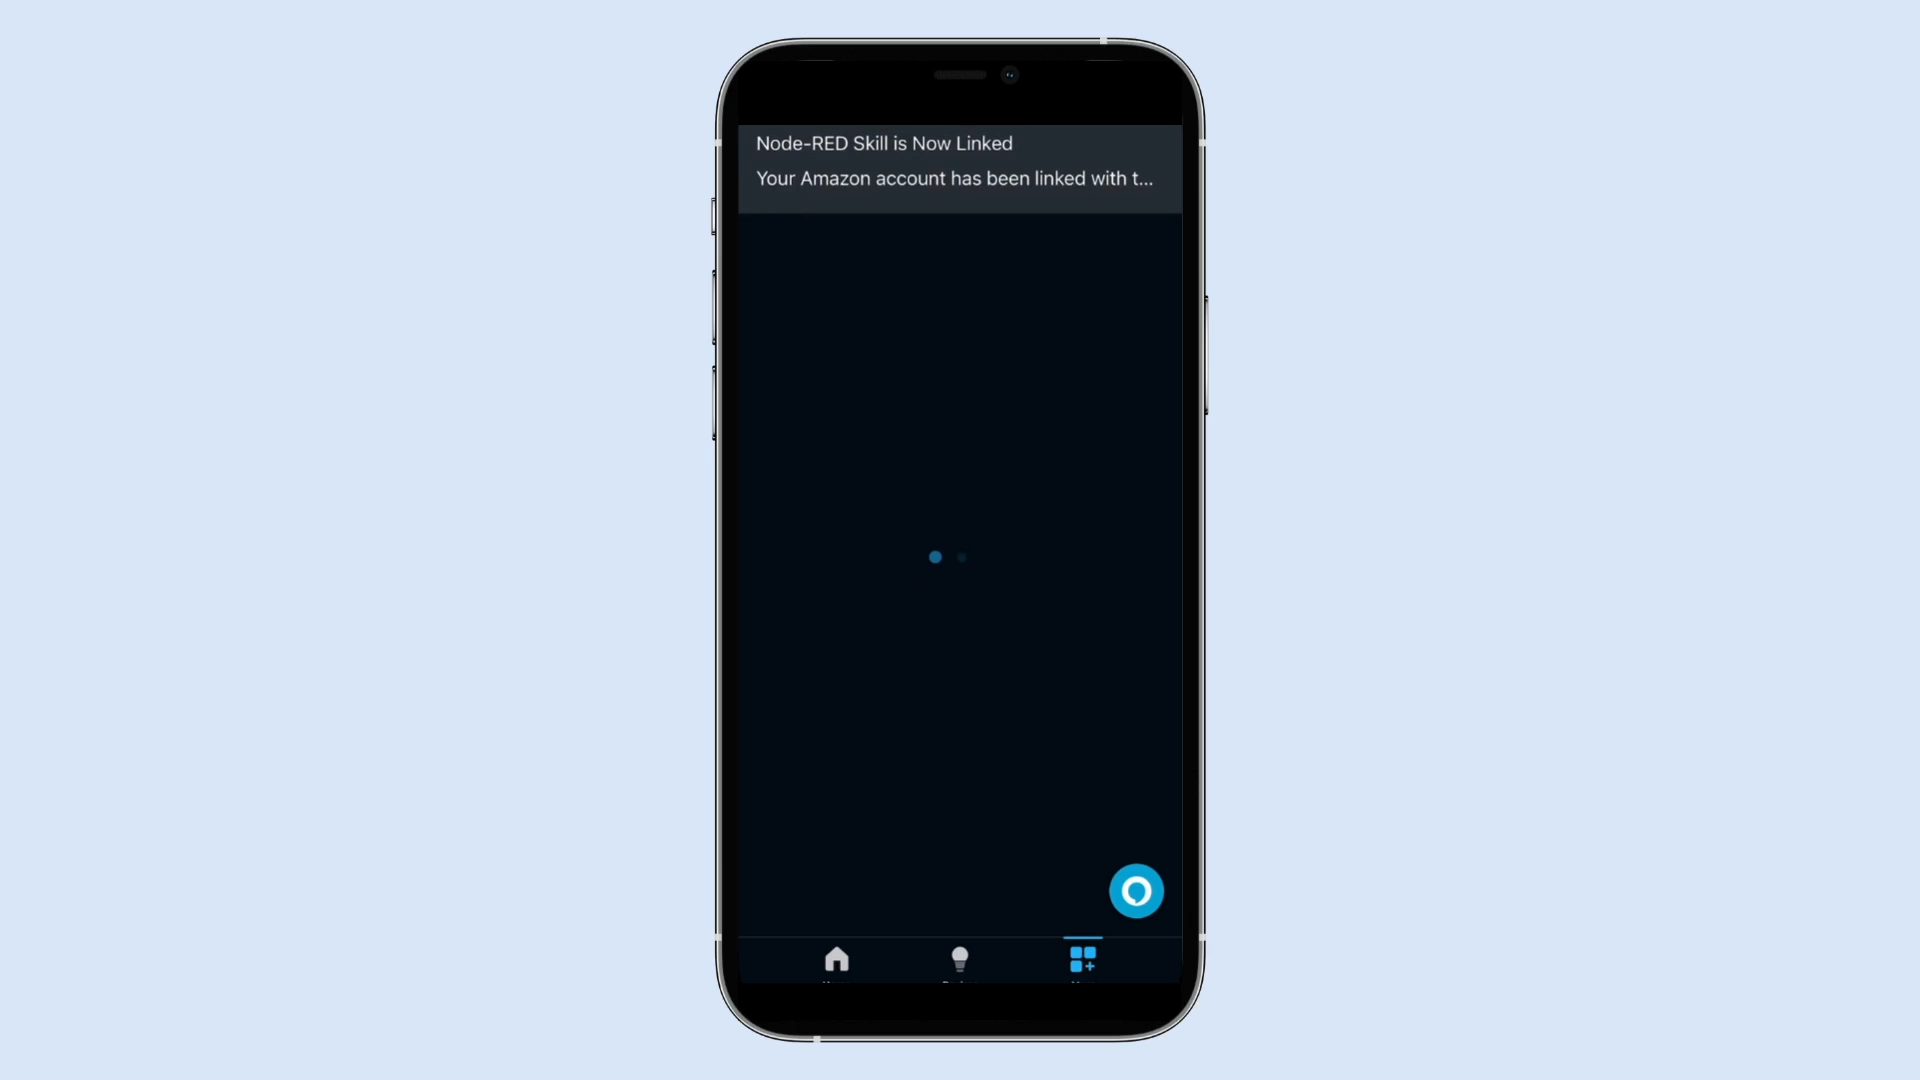 Node-RED Skill is Now Linked
Your Amazon account has been linked with t...